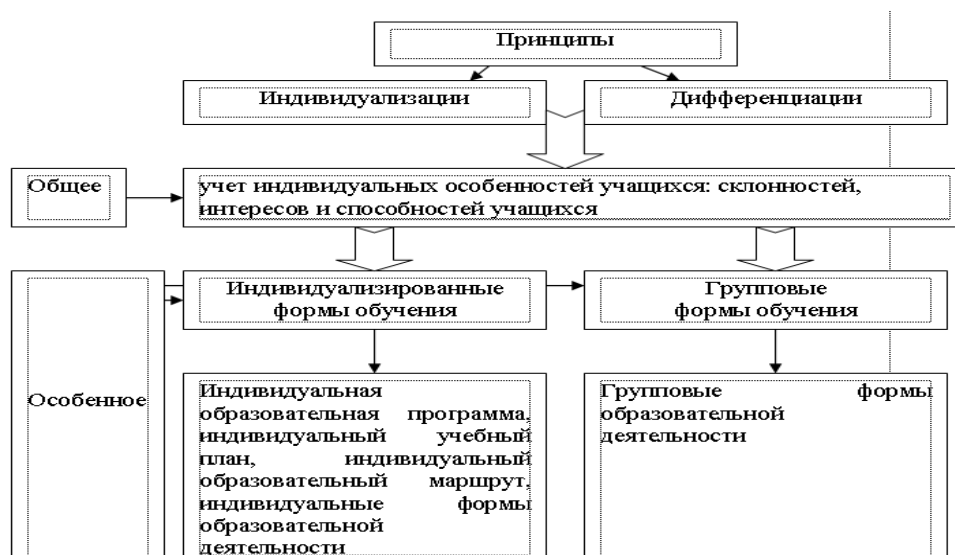 Принципы
Индивидуализации
Дифференциации
Общее
учет индивидуальных особенностей учащихся: склонностей,
интересов и способностей учащихся
Индивидуализированные
формы обучения
Групповые
формы обучения
Особенное
Индивидуальная
образовательная программа,
индивидуальный учебный
план, индивидуальный
образовательный маршрут,
индивидуальные формы
образовательной
деятельности
Групповые формы
образовательной
деятельности